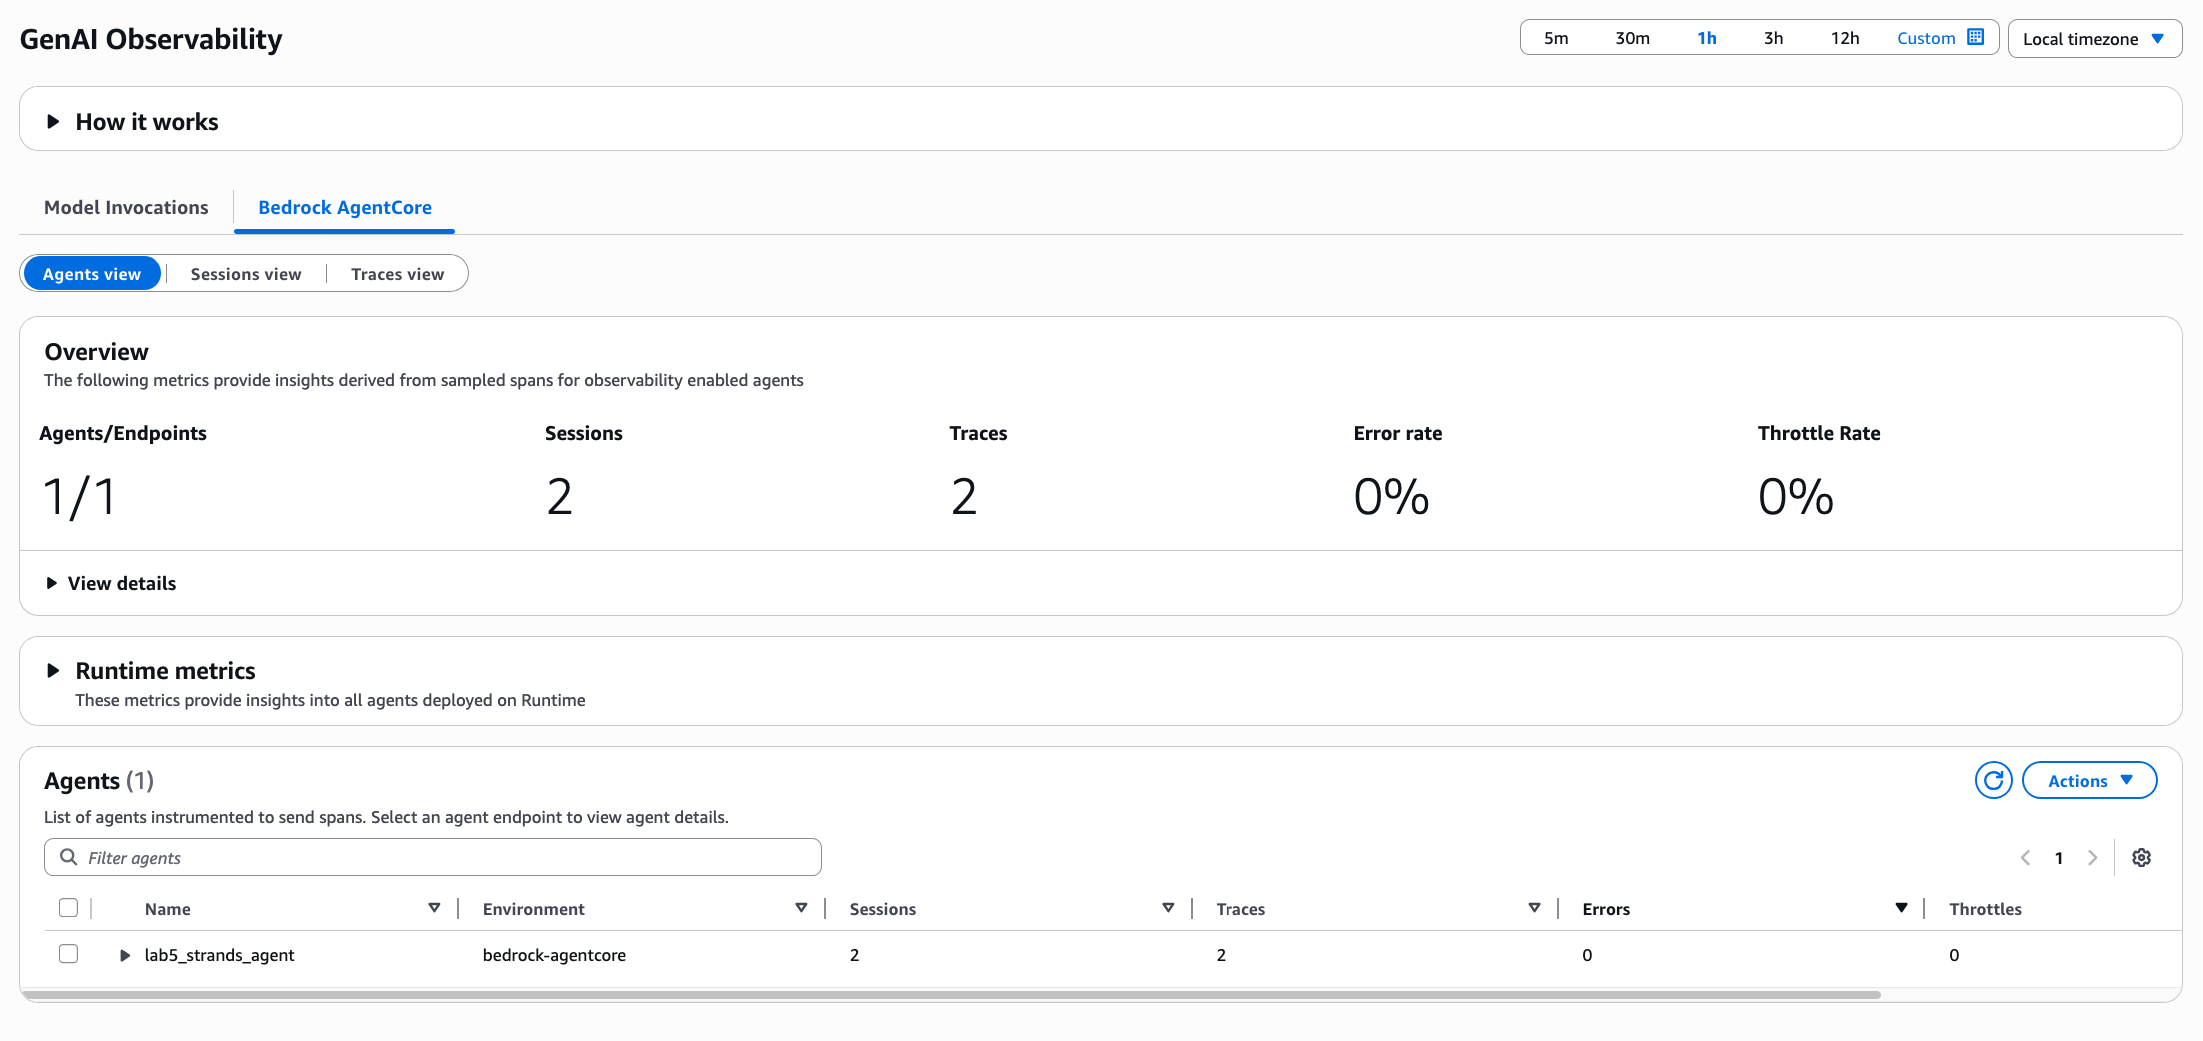 GenAI Observability
5m 30m 1h 3h 12h Custom Local timezone
How it works
Model Invocations Bedrock AgentCore
Agents view Sessions view Traces view
Overview
The following metrics provide insights derived from sampled spans for observability enabled agents
Agents/Endpoints Sessions Traces Error rate Throttle Rate
1/1 2 2 0% 0%
View details
Runtime metrics
These metrics provide insights into all agents deployed on Runtime
Agents (1)
Actions
List of agents instrumented to send spans. Select an agent endpoint to view agent details.
Filter agents
1
Name Environment Sessions Traces Errors Throttles
lab5_strands_agent bedrock-agentcore 2 2 0 0